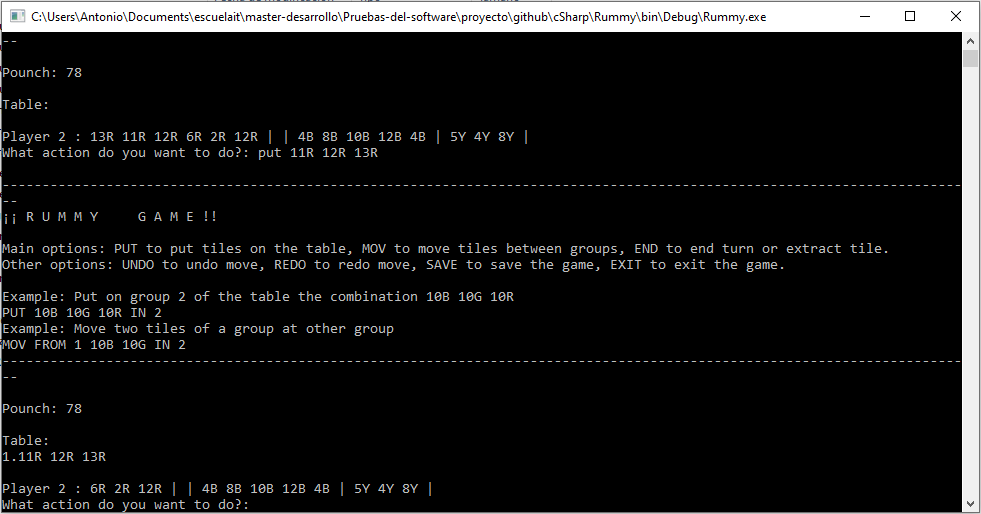 C:\Users\Antonio\Documents\escuelait\master-desarrollo\Pruebas-del-software\proyecto\github\cSharp\Rummy\bin\Debug\Rummy.exe
--
Pounch: 78
Table:
Player 2 : 13R 11R 12R 6R 2R 12R | | 4B 8B 10B 12B 4B | 5Y 4Y 8Y |
What action do you want to do?: put 11R 12R 13R
------------------------------------------------------------------------------------------------------------------------
--
¡¡ R U M M Y     G A M E !!
Main options: PUT to put tiles on the table, MOV to move tiles between groups, END to end turn or extract tile.
Other options: UNDO to undo move, REDO to redo move, SAVE to save the game, EXIT to exit the game.
Example: Put on group 2 of the table the combination 10B 10G 10R
PUT 10B 10G 10R IN 2
Example: Move two tiles of a group at other group
MOV FROM 1 10B 10G IN 2
------------------------------------------------------------------------------------------------------------------------
--
Pounch: 78
Table:
1.11R 12R 13R
Player 2 : 6R 2R 12R | | 4B 8B 10B 12B 4B | 5Y 4Y 8Y |
What action do you want to do?: